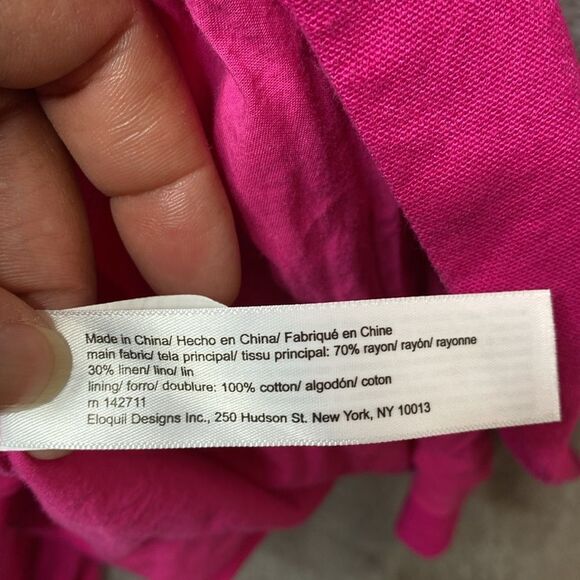 Made in China/ Hecho en China/ Fabriqué en Chine
main fabric/ tela principal/ tissu principal: 70% rayon/ rayón/ rayonne
30% linen/ lino/ lin
lining/ forro/ doublure: 100% cotton/ algodón/ coton
rn 142711
Eloquii Designs Inc., 250 Hudson St. New York, NY 10013